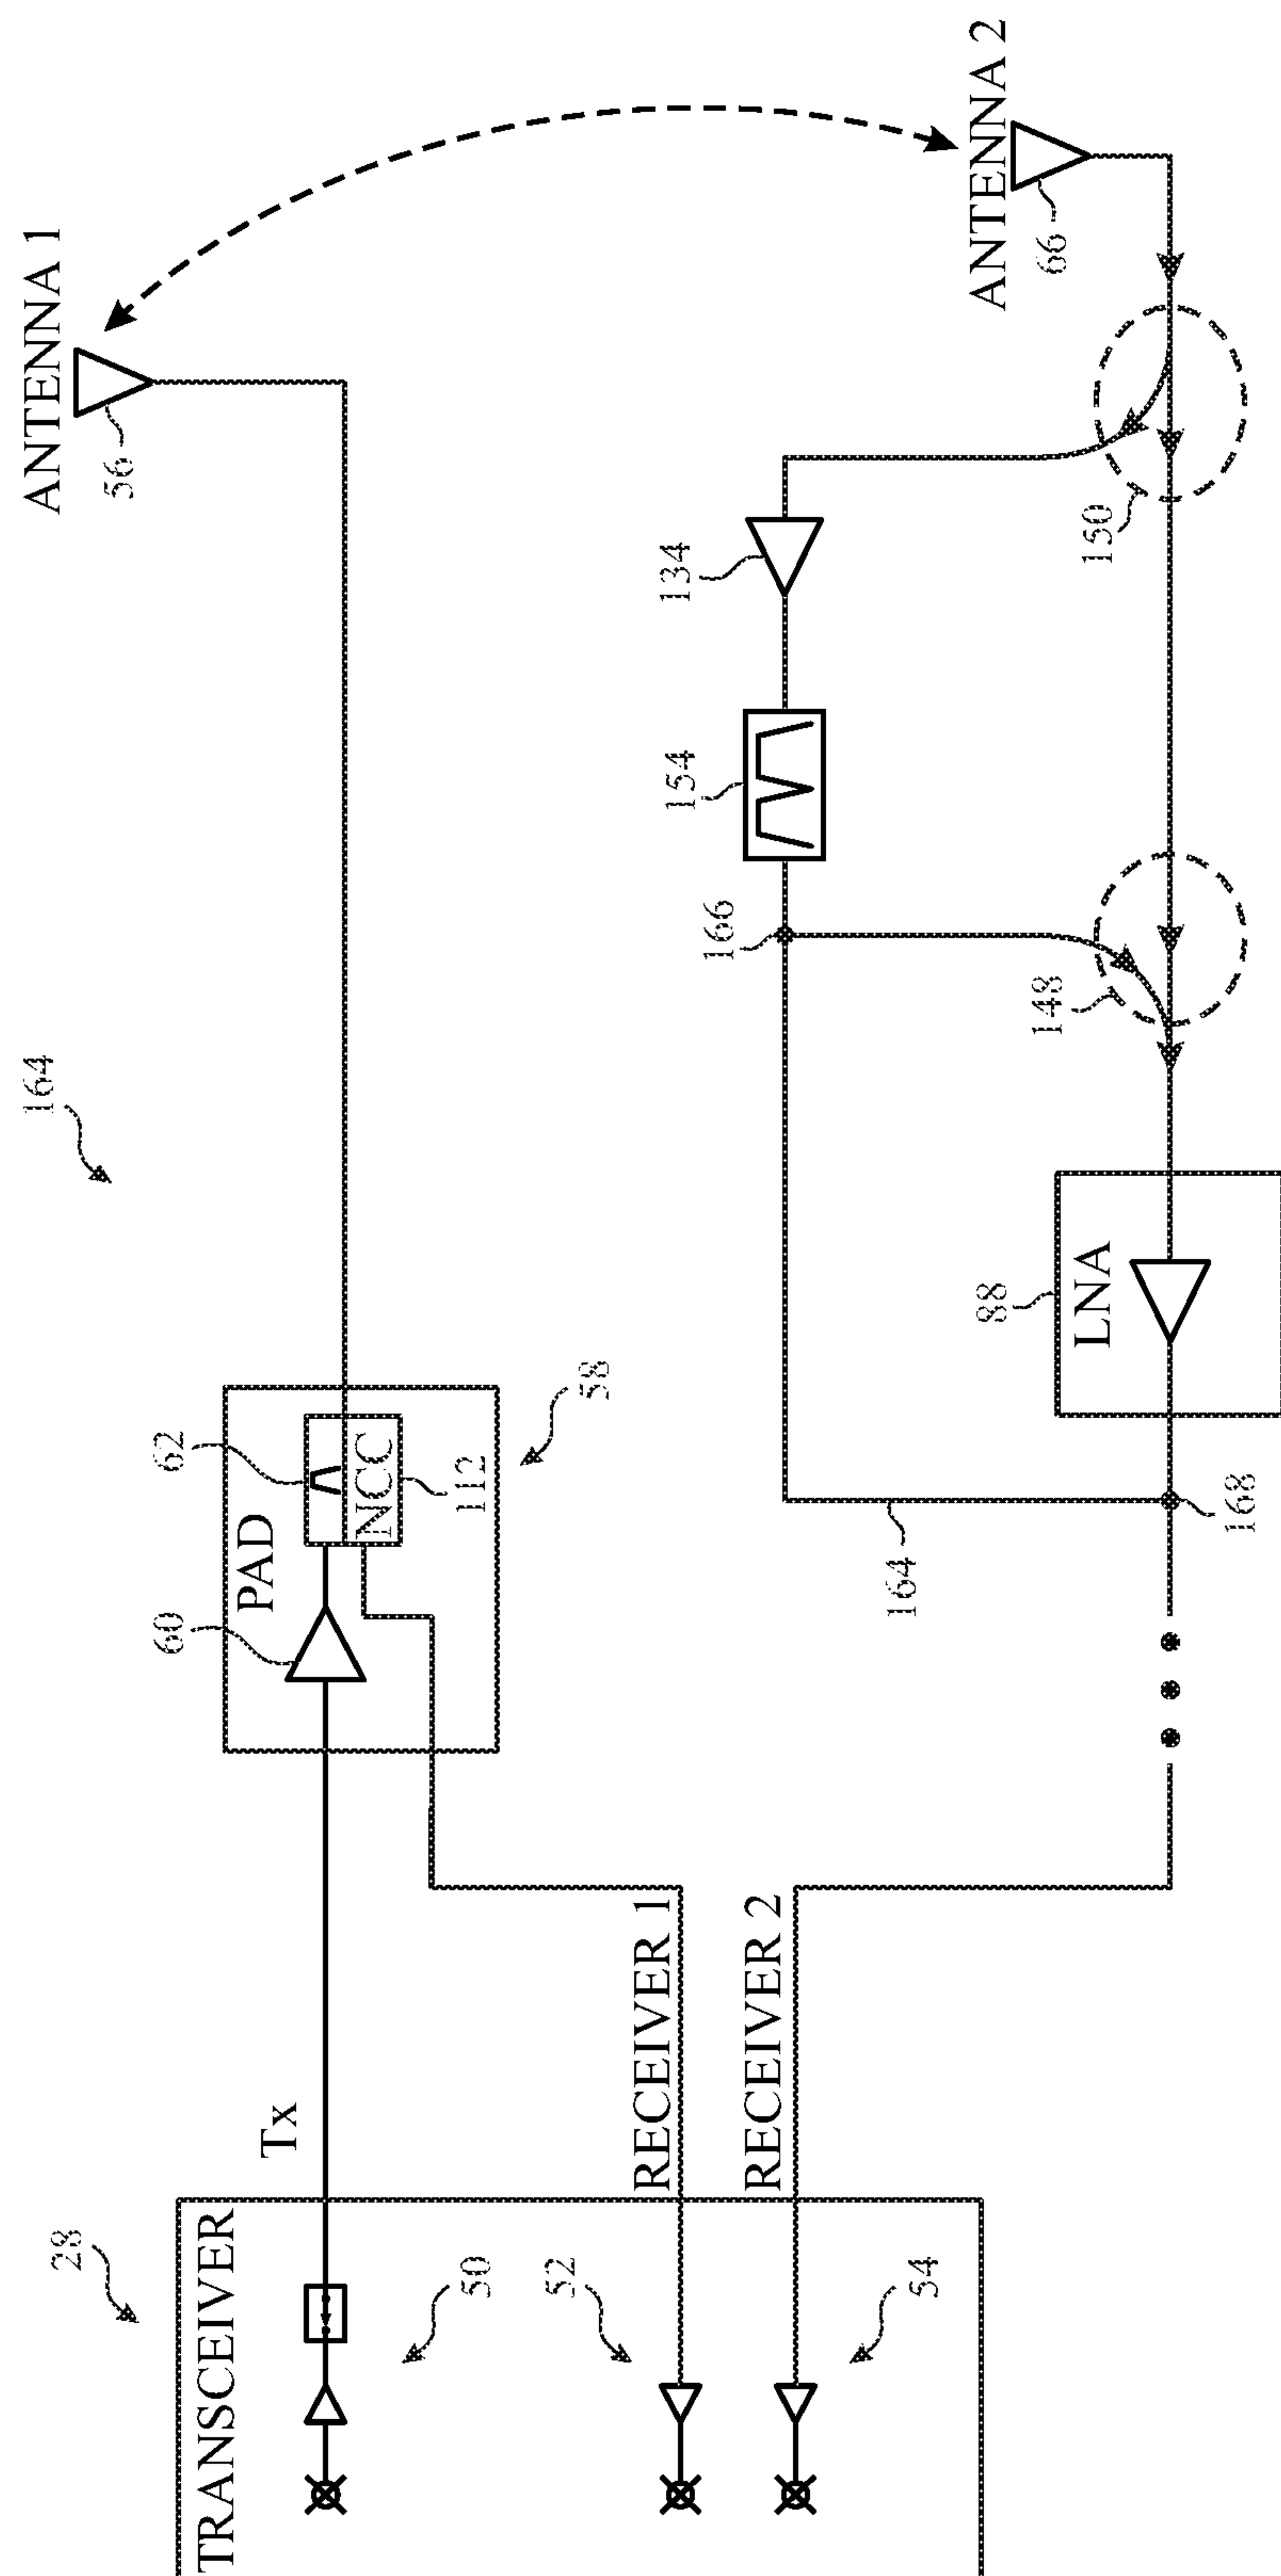 164
ANTENNA 1
56
ANTENNA 2
66
28
TRANSCEIVER
50
52
54
Tx
RECEIVER 1
RECEIVER 2
PAD
60
62
NCC
112
58
134
154
166
150
148
LNA
88
164
168